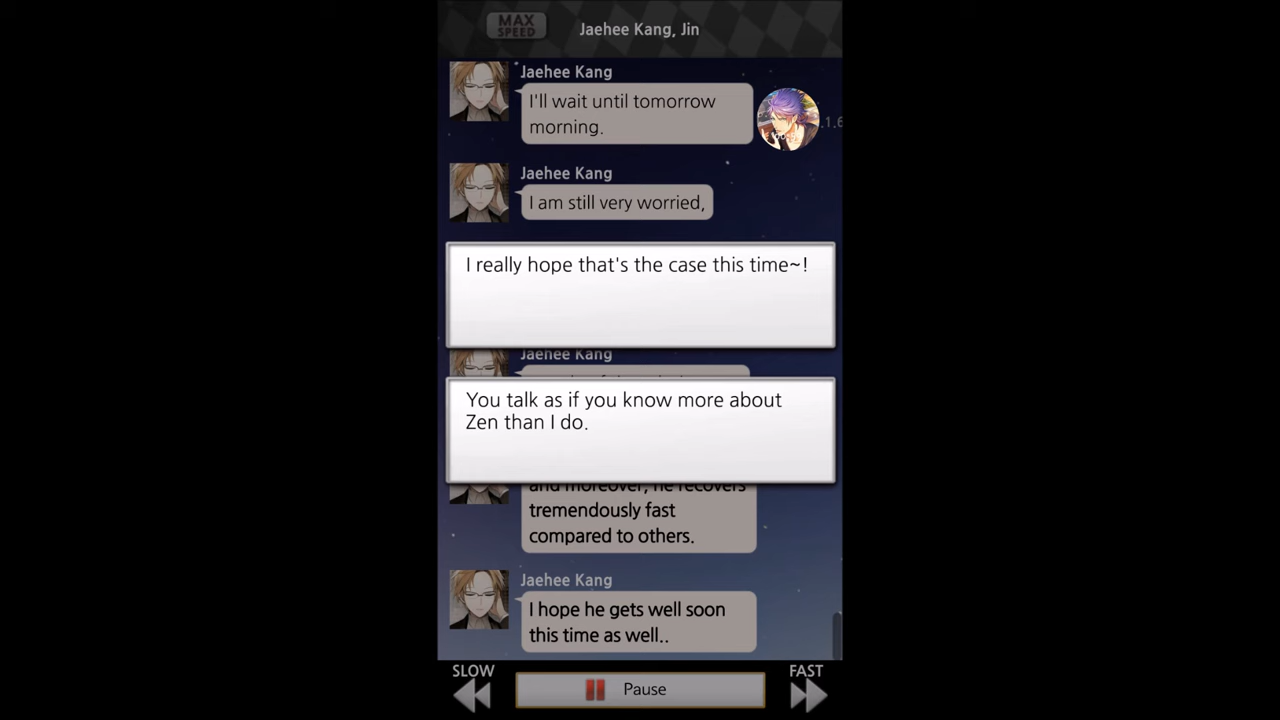 MAX
SPEED
Jaehee Kang, Jin
Jaehee Kang
I'll wait until tomorrow
morning.
Jaehee Kang
I am still very worried,
I really hope that's the case this time~!
Jaehee Kang
You talk as if you know more about
Zen than I do.
and moreover, he recovers
tremendously fast
compared to others.
Jaehee Kang
I hope he gets well soon
this time as well..
SLOW
Pause
FAST